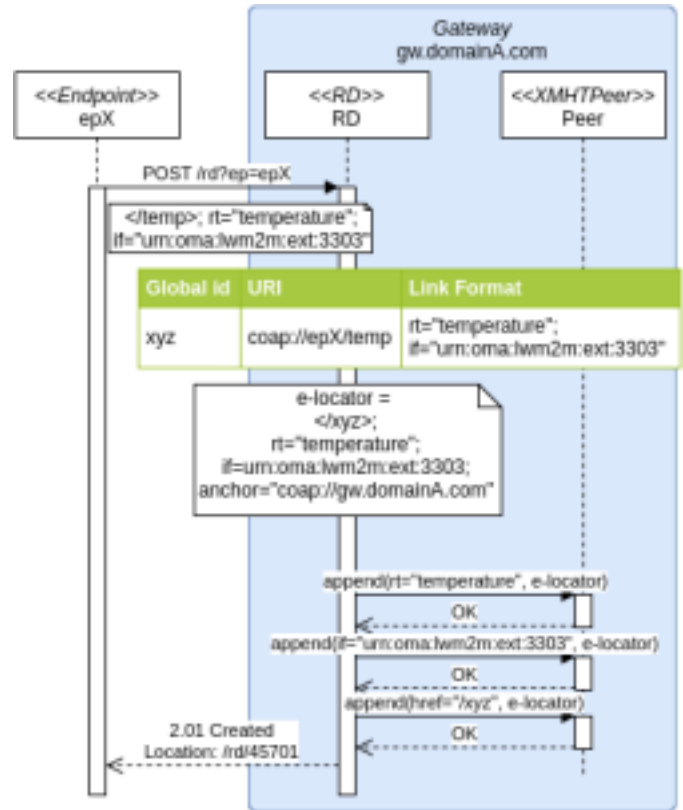 Gateway
gw.domainA.com
<<Endpoint>>
epX
<<RD>>
RD
<<XMHTPeer>>
Peer
POST /rd?ep=epX
</temp>; rt="temperature";
if="urn:oma:lwm2m:ext:3303"
Global id URI Link Format
xyz coap://epX/temp rt="temperature";
if="urn:oma:lwm2m:ext:3303"
e-locator =
</xyz>;
rt="temperature";
if=urn:oma:lwm2m:ext:3303;
anchor="coap://gw.domainA.com"
append(rt="temperature", e-locator)
OK
append(if="urn:oma:lwm2m:ext:3303", e-locator)
OK
append(href="/xyz", e-locator)
OK
2.01 Created
Location: /rd/45701